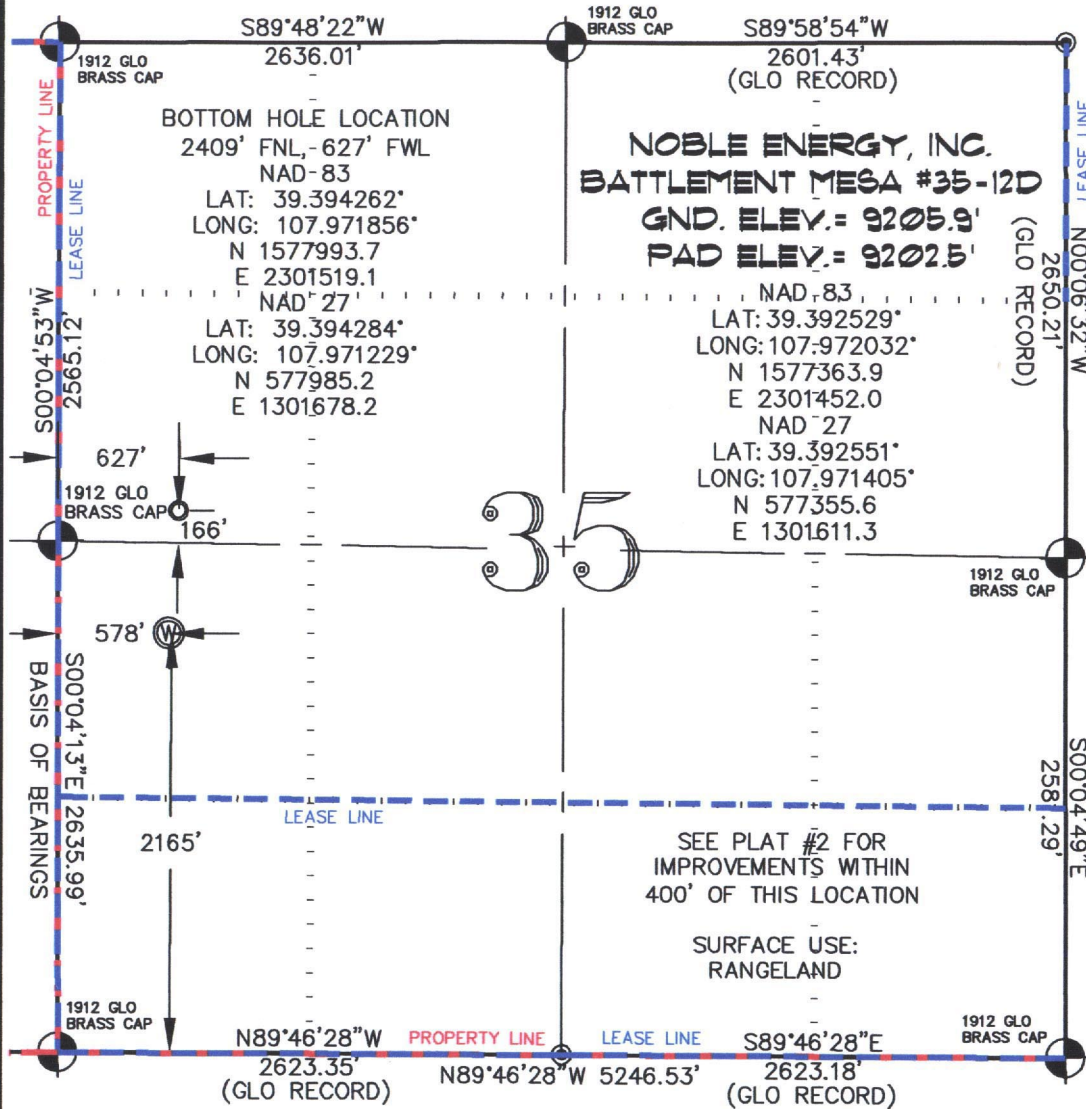 S89°48'22"W
2636.01'
1912 GLO
BRASS CAP
S89°58'54"W
2601.43'
(GLO RECORD)
1912 GLO
BRASS CAP
PROPERTY LINE
LEASE LINE
S00°04'53"W
2565.12'
BOTTOM HOLE LOCATION
2409' FNL, 627' FWL
NAD-83
LAT: 39.394262°
LONG: 107.971856°
N 1577993.7
E 2301519.1
NAD 27
LAT: 39.394284°
LONG: 107.971229°
N 577985.2
E 1301678.2
NOBLE ENERGY, INC.
BATTLEMENT MESA #35-12D
GND. ELEV.= 9205.9'
PAD ELEV.= 9202.5'
NAD 83
LAT: 39.392529°
LONG: 107.972032°
N 1577363.9
E 2301452.0
NAD 27
LAT: 39.392551°
LONG: 107.971405°
N 577355.6
E 1301611.3
LEASE LINE
N00°06'32"W
2650.21'
(GLO RECORD)
627'
1912 GLO
BRASS CAP
166'
35
1912 GLO
BRASS CAP
578'
W
S00°04'13"E 2635.99'
BASIS OF BEARINGS
2165'
LEASE LINE
S00°04'49"E
SEE PLAT #2 FOR
IMPROVEMENTS WITHIN
400' OF THIS LOCATION
SURFACE USE:
RANGELAND
1912 GLO
BRASS CAP
1912 GLO
BRASS CAP
N89°46'28"W
2623.35'
(GLO RECORD)
PROPERTY LINE
LEASE LINE
N89°46'28"W 5246.53'
S89°46'28"E
2623.18'
(GLO RECORD)